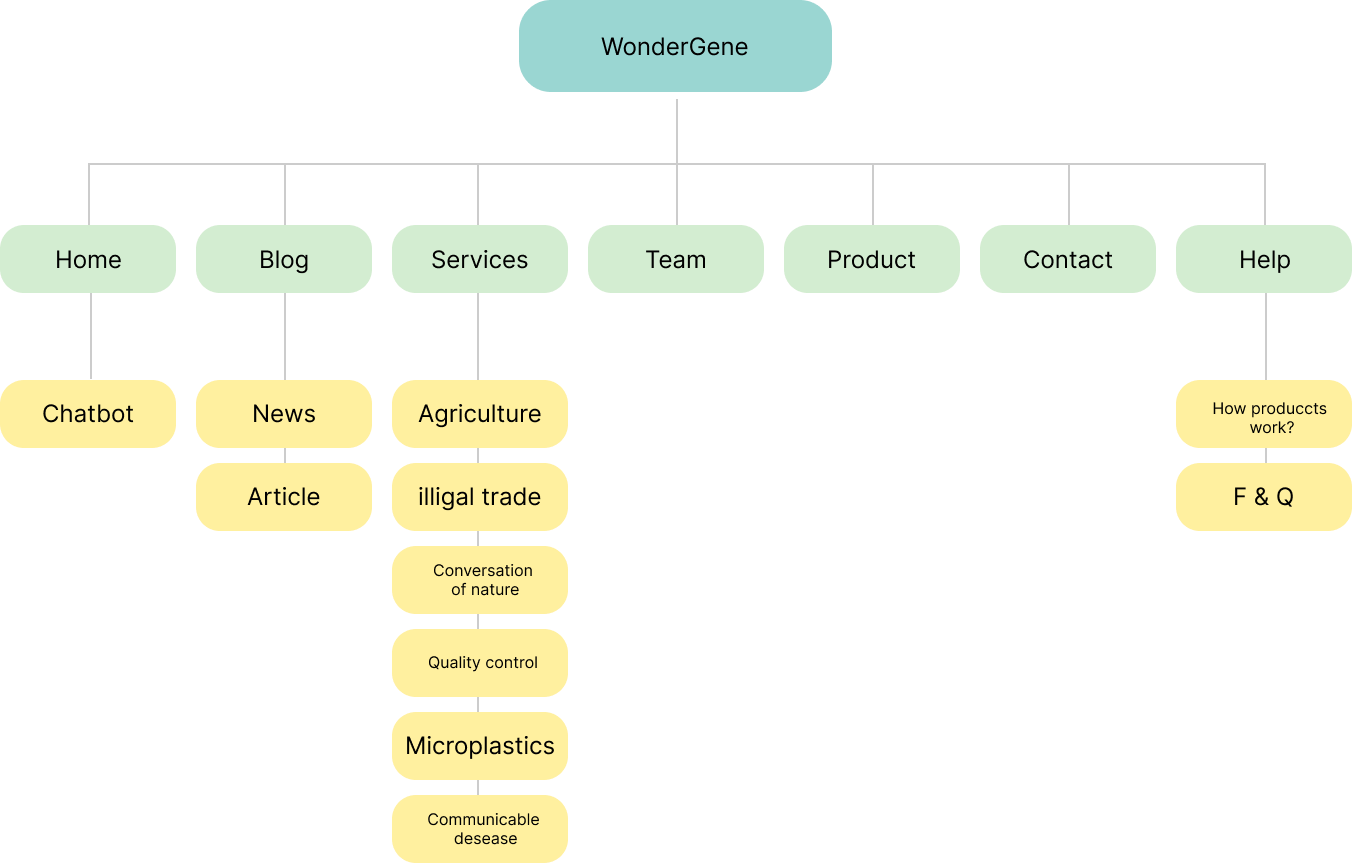 WonderGene
Home
Blog
Services
Team
Product
Contact
Help
Chatbot
News
Agriculture
How produccts
work?
Article
illigal trade
F & Q
Conversation
of nature
Quality control
Microplastics
Communicable
desease